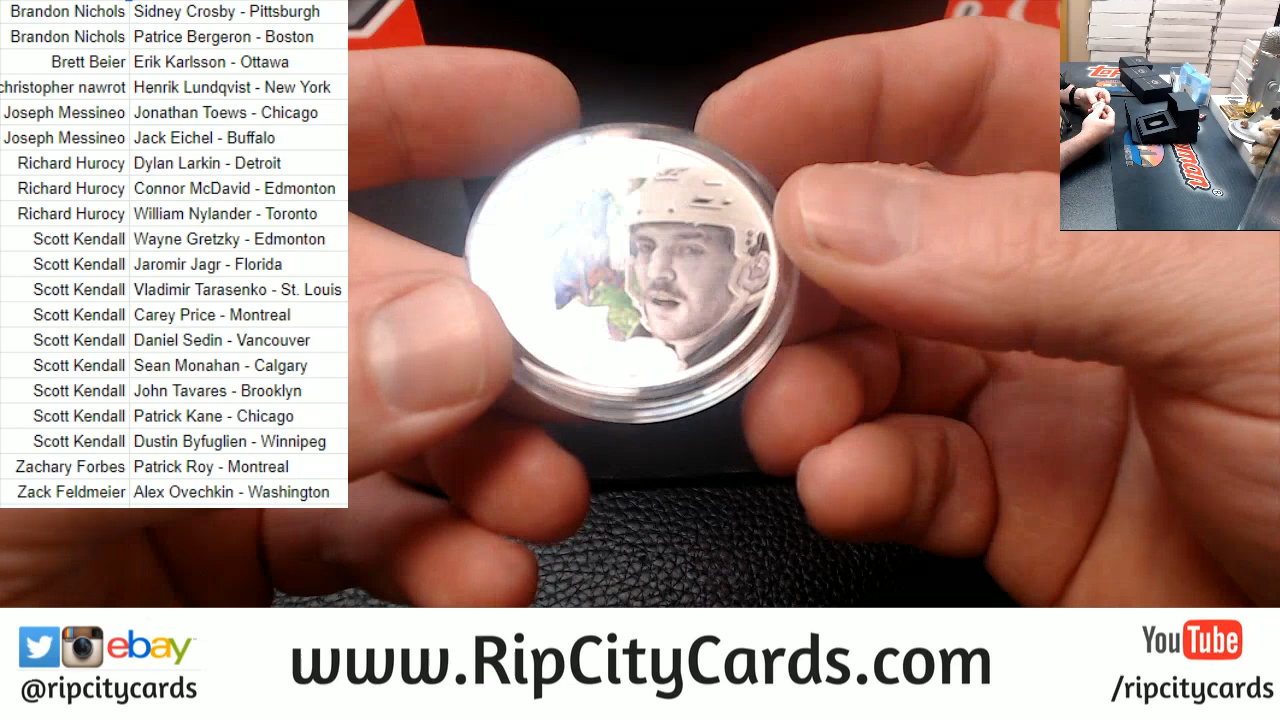 Brandon Nichols Sidney Crosby - Pittsburgh
Brandon Nichols Patrice Bergeron - Boston
Brett Beier Erik Karlsson - Ottawa
christopher nawrot Henrik Lundqvist - New York
Joseph Messineo Jonathan Toews - Chicago
Joseph Messineo Jack Eichel - Buffalo
Richard Hurocy Dylan Larkin - Detroit
Richard Hurocy Connor McDavid - Edmonton
Richard Hurocy William Nylander - Toronto
Scott Kendall Wayne Gretzky - Edmonton
Scott Kendall Jaromir Jagr - Florida
Scott Kendall Vladimir Tarasenko - St. Louis
Scott Kendall Carey Price - Montreal
Scott Kendall Daniel Sedin - Vancouver
Scott Kendall Sean Monahan - Calgary
Scott Kendall John Tavares - Brooklyn
Scott Kendall Patrick Kane - Chicago
Scott Kendall Dustin Byfuglien - Winnipeg
Zachary Forbes Patrick Roy - Montreal
Zack Feldmeier Alex Ovechkin - Washington
ebay
@ripcitycards
www.RipCityCards.com
YouTube
/ripcitycards